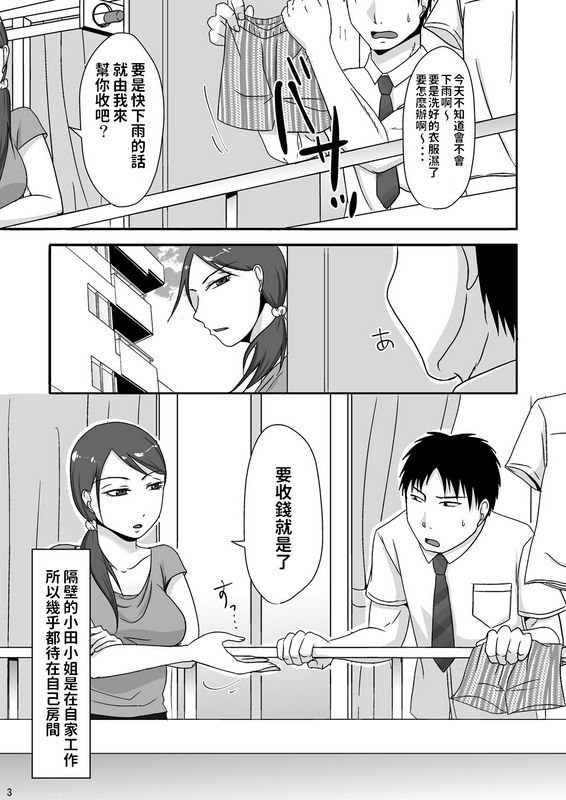 今天不知道會不會
下雨啊～
要是洗好的衣服濕了
要怎麼辦啊～…
要是快下雨的話
就由我來
幫你收吧？
あ
要收錢就是了
すっ…
隔壁的小田小姐是在自家工作
所以幾乎都待在自己房間
3